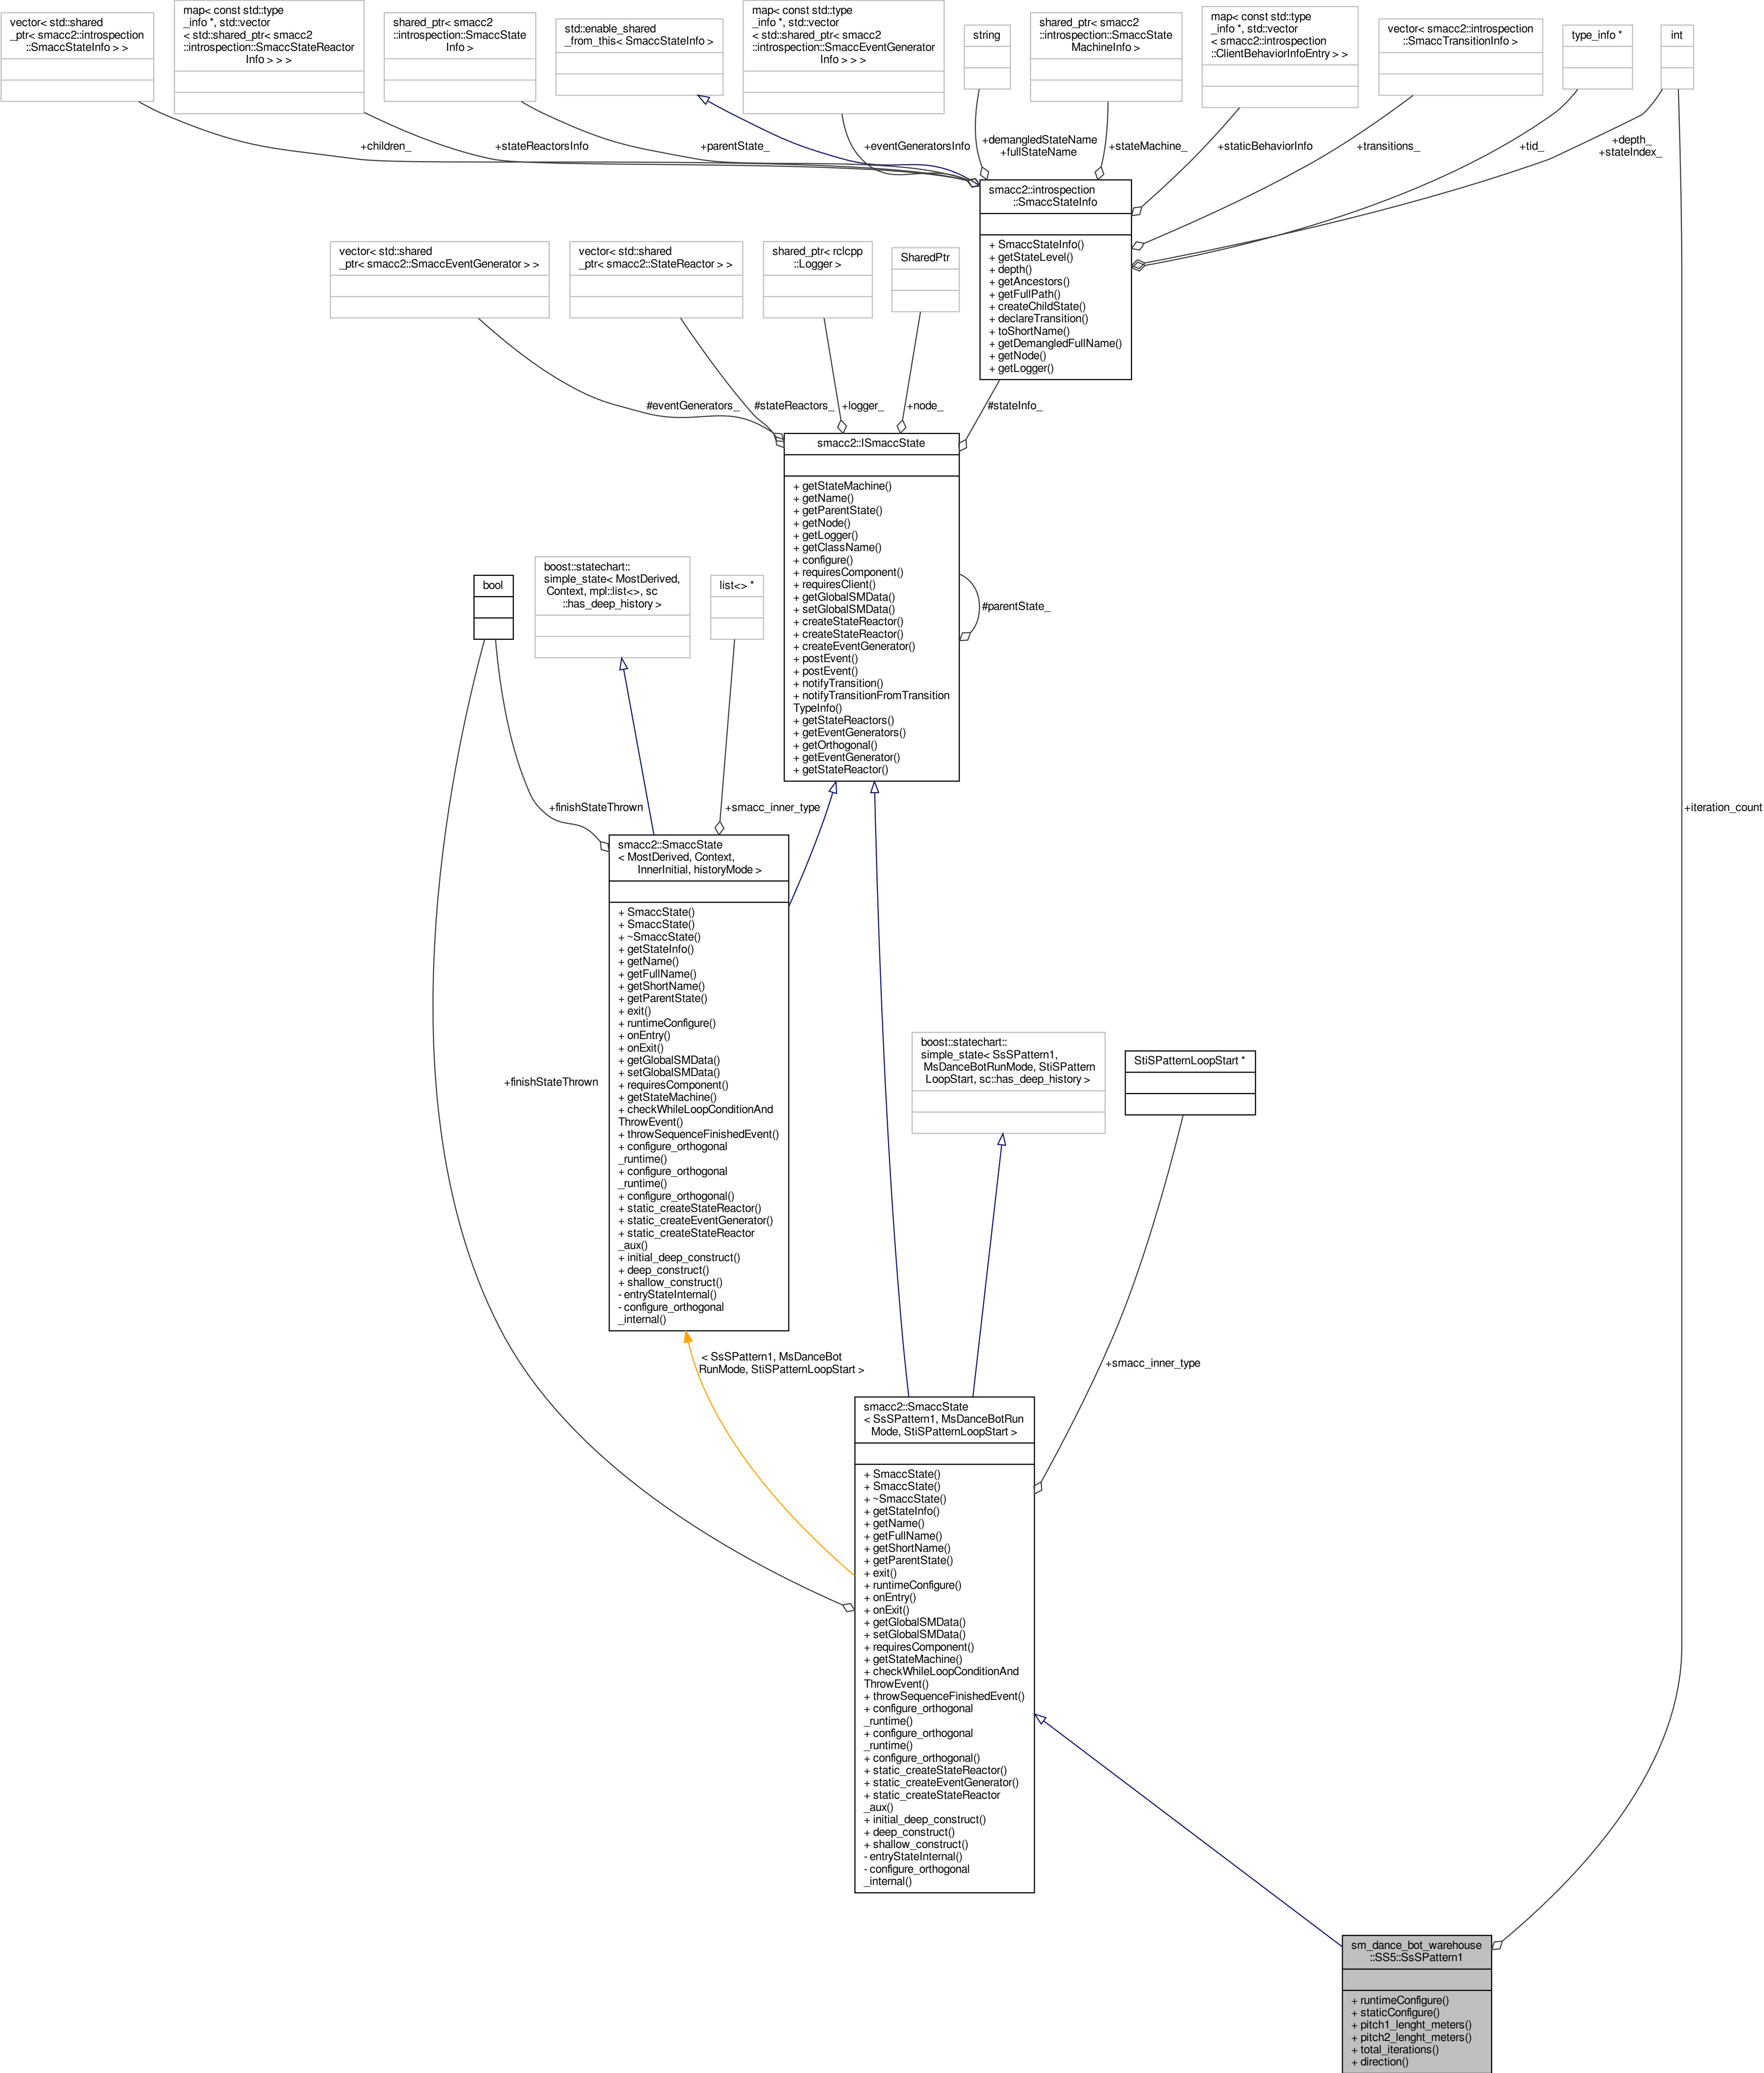 vector< std::shared
_ptr< smacc2::introspection
::SmaccStateInfo > >
map< const std::type
_info *, std::vector
< std::shared_ptr< smacc2
::introspection::SmaccStateReactor
Info > > >
shared_ptr< smacc2
::introspection::SmaccState
Info >
std::enable_shared
_from_this< SmaccStateInfo >
map< const std::type
_info *, std::vector
< std::shared_ptr< smacc2
::introspection::SmaccEventGenerator
Info > > >
string
shared_ptr< smacc2
::introspection::SmaccState
MachineInfo >
map< const std::type
_info *, std::vector
< smacc2::introspection
::ClientBehaviorInfoEntry > >
vector< smacc2::introspection
::SmaccTransitionInfo >
type_info *
int
+children_
+stateReactorsInfo
+parentState_
+eventGeneratorsInfo
+demangledStateName
+fullStateName
+stateMachine_
+staticBehaviorInfo
+transitions_
+tid_
+depth_
+stateIndex_
smacc2::introspection
::SmaccStateInfo
+ SmaccStateInfo()
+ getStateLevel()
+ depth()
+ getAncestors()
+ getFullPath()
+ createChildState()
+ declareTransition()
+ toShortName()
+ getDemangledFullName()
+ getNode()
+ getLogger()
vector< std::shared
_ptr< smacc2::SmaccEventGenerator > >
vector< std::shared
_ptr< smacc2::StateReactor > >
shared_ptr< rclcpp
::Logger >
SharedPtr
#eventGenerators_
#stateReactors_
+logger_
+node_
#stateInfo_
smacc2::ISmaccState
+ getStateMachine()
+ getName()
+ getParentState()
+ getNode()
+ getLogger()
+ getClassName()
+ configure()
+ requiresComponent()
+ requiresClient()
+ getGlobalSMData()
+ setGlobalSMData()
+ createStateReactor()
+ createStateReactor()
+ createEventGenerator()
+ postEvent()
+ postEvent()
+ notifyTransition()
+ notifyTransitionFromTransition
TypeInfo()
+ getStateReactors()
+ getEventGenerators()
+ getOrthogonal()
+ getEventGenerator()
+ getStateReactor()
#parentState_
bool
boost::statechart::
simple_state< MostDerived,
Context, mpl::list<>, sc
::has_deep_history >
list<> *
+finishStateThrown
+smacc_inner_type
+iteration_count
smacc2::SmaccState
< MostDerived, Context,
InnerInitial, historyMode >
+ SmaccState()
+ SmaccState()
+ ~SmaccState()
+ getStateInfo()
+ getName()
+ getFullName()
+ getShortName()
+ getParentState()
+ exit()
+ runtimeConfigure()
+ onEntry()
+ onExit()
+ getGlobalSMData()
+ setGlobalSMData()
+ requiresComponent()
+ getStateMachine()
+ checkWhileLoopConditionAnd
ThrowEvent()
+ throwSequenceFinishedEvent()
+ configure_orthogonal
_runtime()
+ configure_orthogonal
_runtime()
+ configure_orthogonal()
+ static_createStateReactor()
+ static_createEventGenerator()
+ static_createStateReactor
_aux()
+ initial_deep_construct()
+ deep_construct()
+ shallow_construct()
- entryStateInternal()
- configure_orthogonal
_internal()
+finishStateThrown
boost::statechart::
simple_state< SsSPattern1,
MsDanceBotRunMode, StiSPattern
LoopStart, sc::has_deep_history >
StiSPatternLoopStart *
< SsSPattern1, MsDanceBot
RunMode, StiSPatternLoopStart >
+smacc_inner_type
smacc2::SmaccState
< SsSPattern1, MsDanceBotRun
Mode, StiSPatternLoopStart >
+ SmaccState()
+ SmaccState()
+ ~SmaccState()
+ getStateInfo()
+ getName()
+ getFullName()
+ getShortName()
+ getParentState()
+ exit()
+ runtimeConfigure()
+ onEntry()
+ onExit()
+ getGlobalSMData()
+ setGlobalSMData()
+ requiresComponent()
+ getStateMachine()
+ checkWhileLoopConditionAnd
ThrowEvent()
+ throwSequenceFinishedEvent()
+ configure_orthogonal
_runtime()
+ configure_orthogonal
_runtime()
+ configure_orthogonal()
+ static_createStateReactor()
+ static_createEventGenerator()
+ static_createStateReactor
_aux()
+ initial_deep_construct()
+ deep_construct()
+ shallow_construct()
- entryStateInternal()
- configure_orthogonal
_internal()
sm_dance_bot_warehouse
::SS5::SsSPattern1
+ runtimeConfigure()
+ staticConfigure()
+ pitch1_lenght_meters()
+ pitch2_lenght_meters()
+ total_iterations()
+ direction()